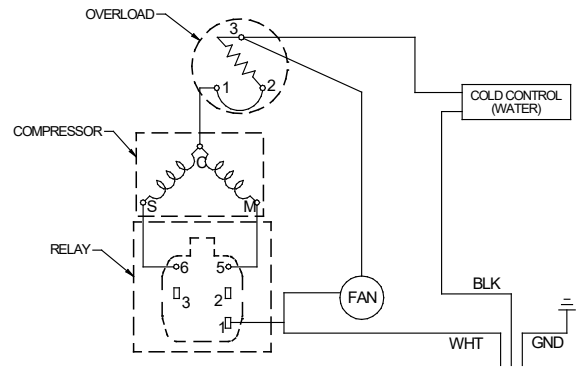 OVERLOAD
3
1
2
COLD CONTROL
(WATER)
COMPRESSOR
C
S
M
RELAY
6
5
3
2
1
FAN
BLK
WHT
GND